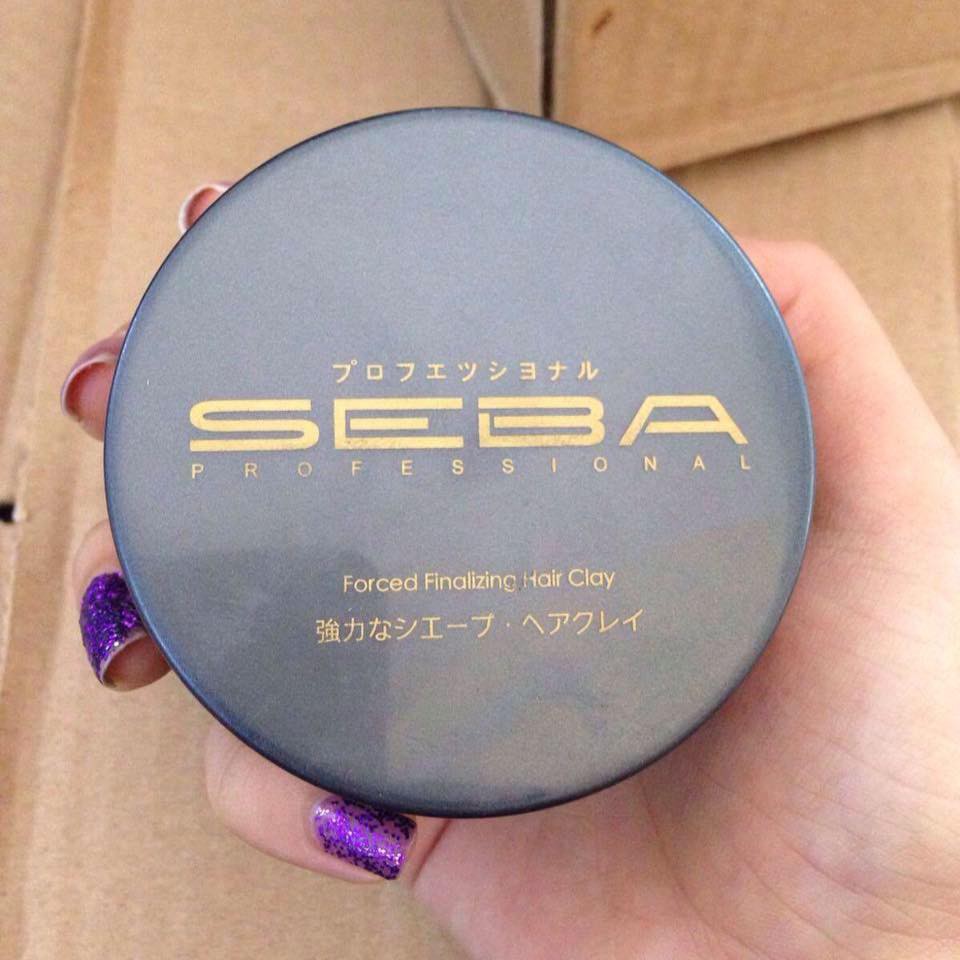 プロフエツシヨナル
SEBA
PROFESSIONAL
Forced Finalizing Hair Clay
強力なシエープ・ヘアクレイ